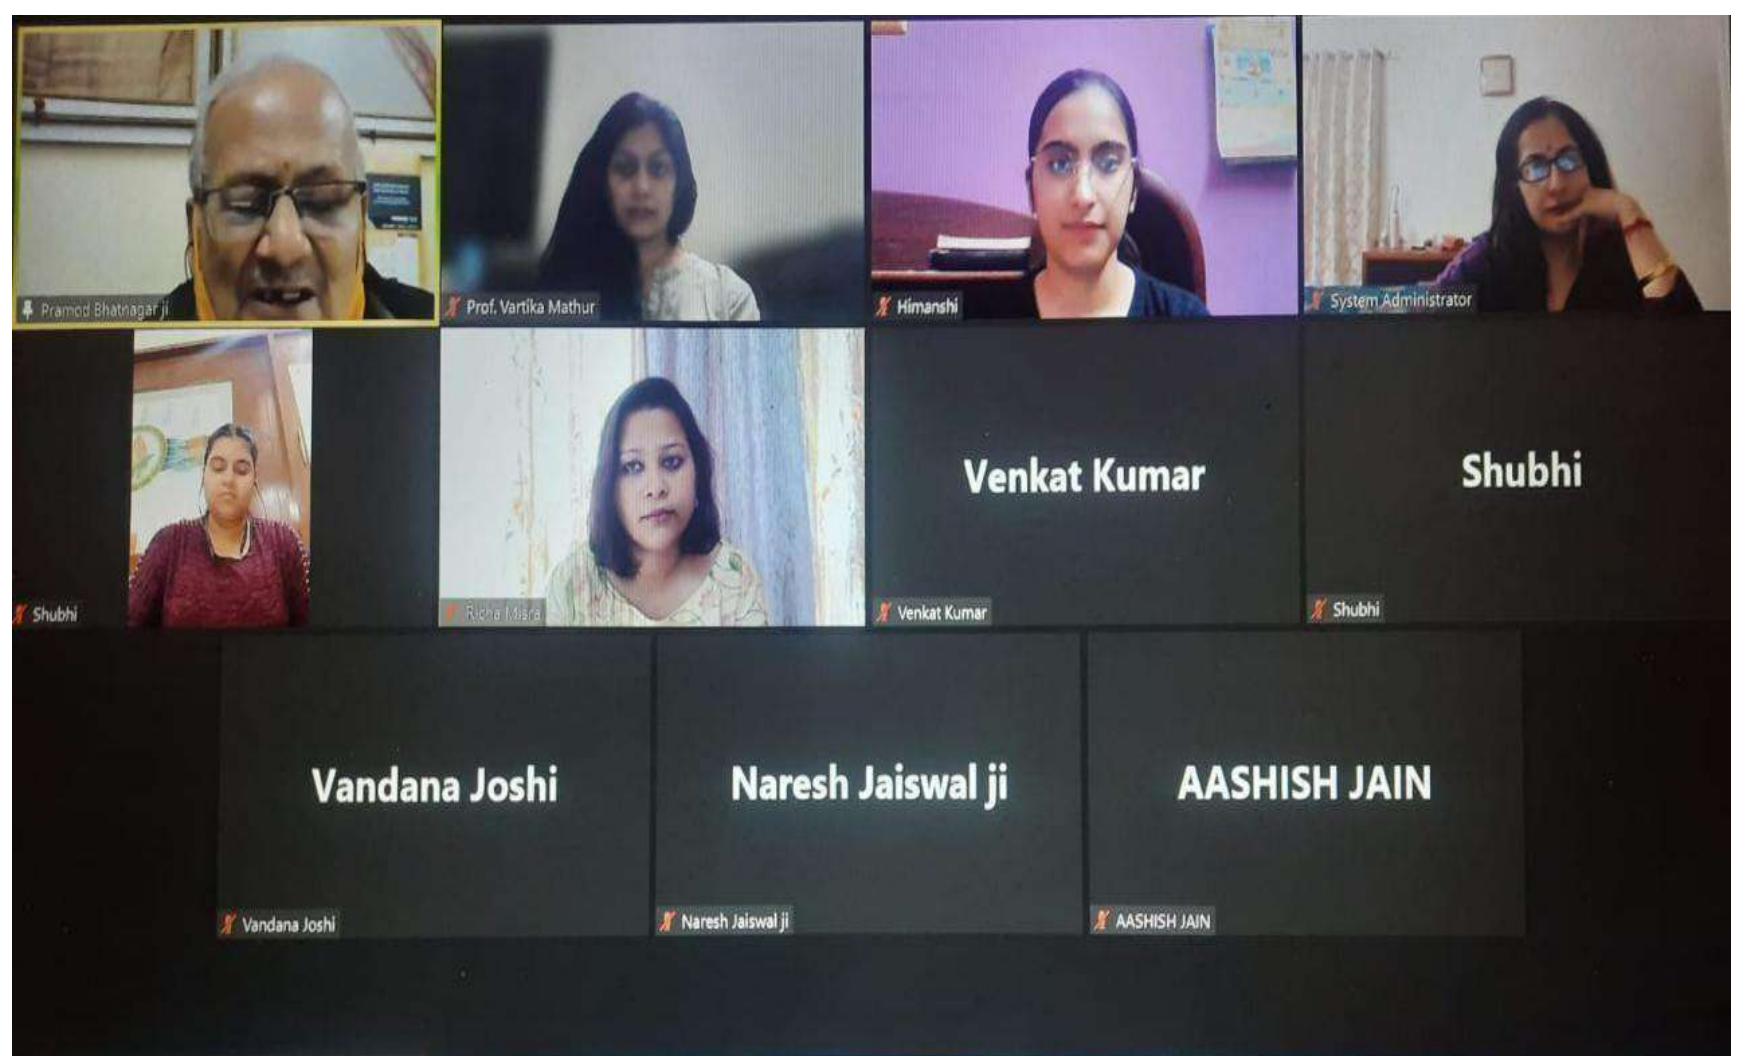 Pramod Bhatnagar ji
Prof. Vartika Mathur
Himanshi
System Administrator
Shubhi
Richa Misra
Venkat Kumar
Venkat Kumar
Shubhi
Shubhi
Vandana Joshi
Vandana Joshi
Naresh Jaiswal ji
Naresh Jaiswal ji
AASHISH JAIN
AASHISH JAIN